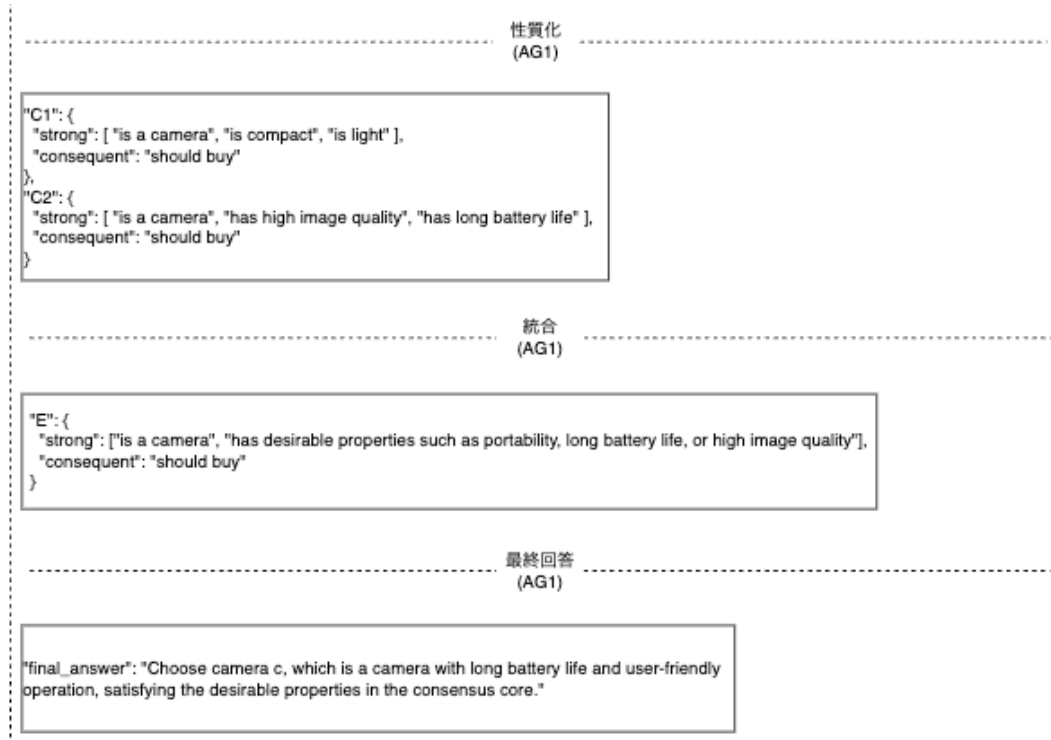 性質化
(AG1)
"C1": {
"strong": [ "is a camera", "is compact", "is light" ],
"consequent": "should buy"
},
"C2": {
"strong": [ "is a camera", "has high image quality", "has long battery life" ],
"consequent": "should buy"
}
統合
(AG1)
"E": {
"strong": ["is a camera", "has desirable properties such as portability, long battery life, or high image quality"],
"consequent": "should buy"
}
最終回答
(AG1)
"final_answer": "Choose camera c, which is a camera with long battery life and user-friendly
operation, satisfying the desirable properties in the consensus core."